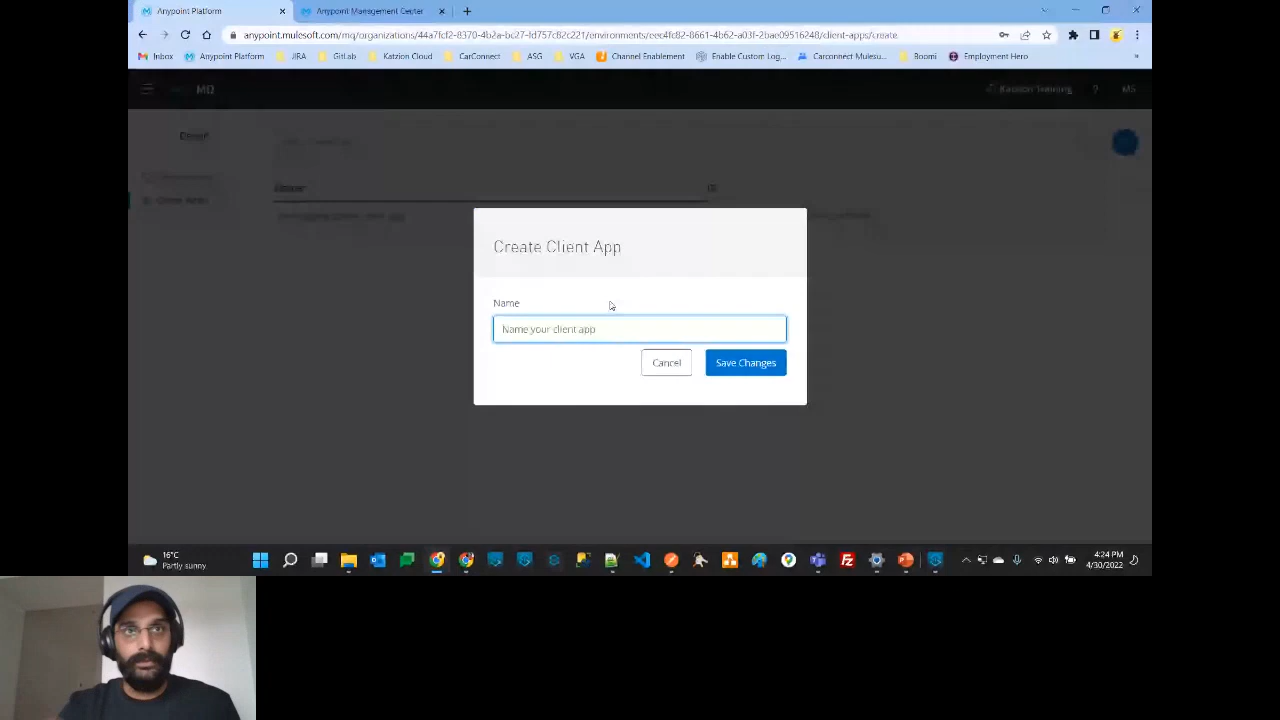 Anypoint Platform
Anypoint Management Center
anypoint.mulesoft.com/mq/organizations/44a7fcf2-8370-4b2a-bc27-fd757c82c221/environments/eec4fc82-8661-4b62-a03f-2bae09516248/client-apps/create
Inbox Anypoint Platform JIRA GitLab Katzion Cloud CarConnect ASG VGA Channel Enablement Enable Custom Log... Carconnect Mulesu... Boomi Employment Hero »
MQ Katzion Training ? MS
Create Client App
Name
Name your client app
Cancel Save Changes
16°C
Partly sunny
4:24 PM
4/30/2022